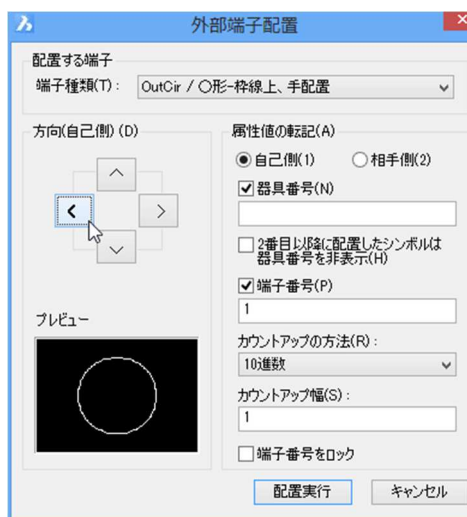 外部端子配置
配置する端子
端子種類(T):
OutCir / ○形-枠線上、手配置
方向(自己側) (D)
プレビュー
属性値の転記(A)
自己側(1)
相手側(2)
器具番号(N)
2番目以降に配置したシンボルは
器具番号を非表示(H)
端子番号(P)
1
カウントアップの方法(R):
10進数
カウントアップ幅(S):
1
端子番号をロック
配置実行
キャンセル